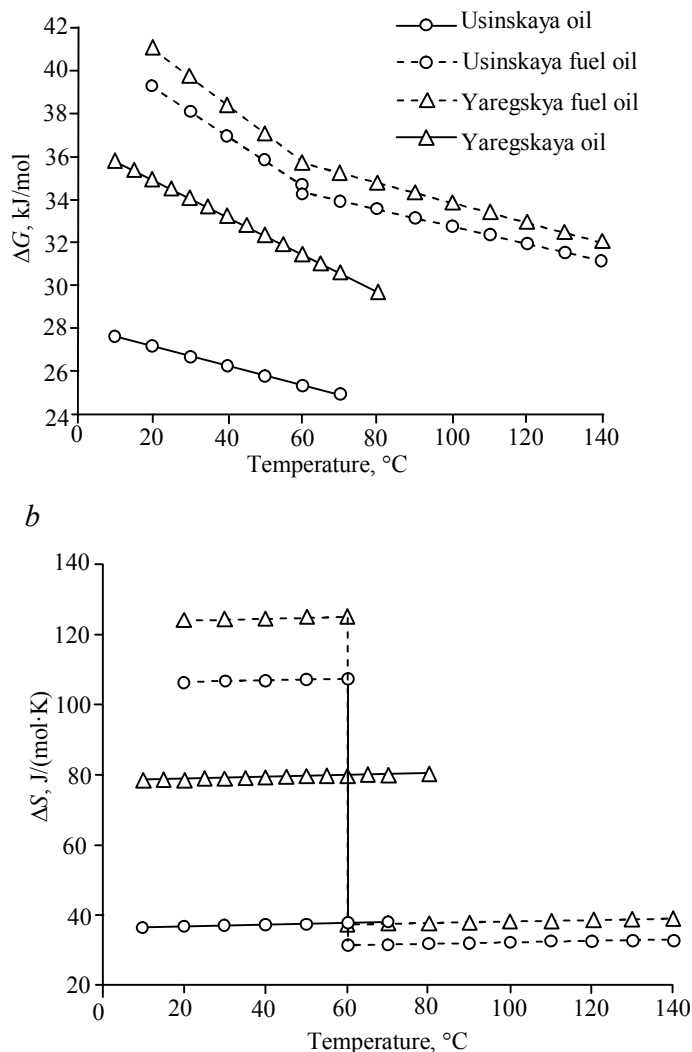 Usinskaya oil
Usinskaya fuel oil
Yaregskya fuel oil
Yaregskaya oil
ΔG, kJ/mol
42
40
38
36
34
32
30
28
26
24
0 20 40 60 80 100 120 140
Temperature, °C
b
ΔS, J/(mol·K)
140
120
100
80
60
40
20
0 20 40 60 80 100 120 140
Temperature, °C